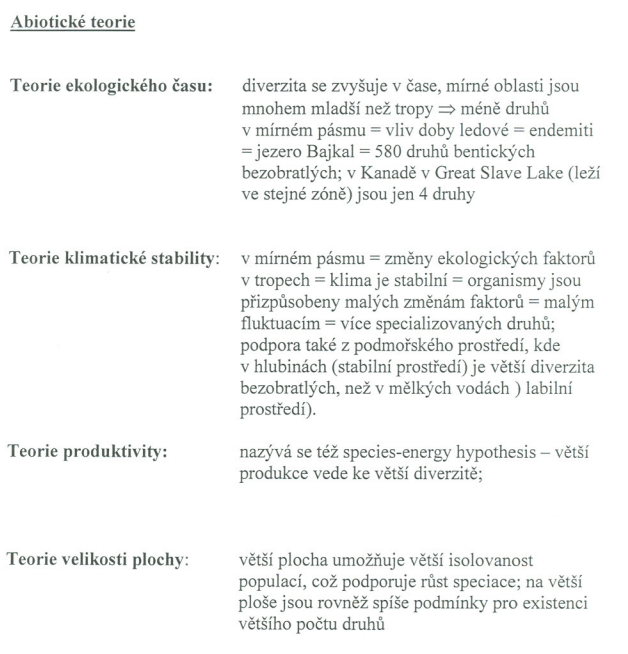 Abiotické teorie
Teorie ekologického času: diverzita se zvyšuje v čase, mírné oblasti jsou
mnohem mladší než tropy ⇒ méně druhů
v mírném pásmu = vliv doby ledové = endemiti
= jezero Bajkal = 580 druhů bentických
bezobratlých; v Kanadě v Great Slave Lake (leží
ve stejné zóně) jsou jen 4 druhy
Teorie klimatické stability: v mírném pásmu = změny ekologických faktorů
v tropech = klima je stabilní = organismy jsou
přizpůsobeny malých změnám faktorů = malým
fluktuacím = více specializovaných druhů;
podpora také z podmořského prostředí, kde
v hlubinách (stabilní prostředí) je větší diverzita
bezobratlých, než v mělkých vodách ) labilní
prostředí).
Teorie produktivity: nazývá se též species-energy hypothesis – větší
produkce vede ke větší diverzitě;
Teorie velikosti plochy: větší plocha umožňuje větší isolovanost
populací, což podporuje růst speciace; na větší
ploše jsou rovněž spíše podmínky pro existenci
většího počtu druhů